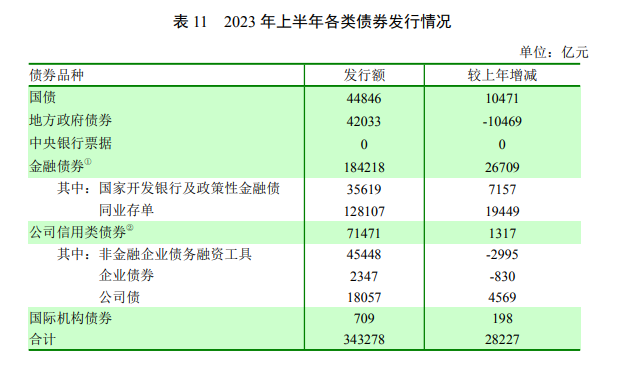 表 11 2023 年上半年各类债券发行情况
单位：亿元
债券品种 发行额 较上年增减
国债 44846 10471
地方政府债券 42033 -10469
中央银行票据 0 0
金融债券① 184218 26709
其中：国家开发银行及政策性金融债 35619 7157
同业存单 128107 19449
公司信用类债券② 71471 1317
其中：非金融企业债务融资工具 45448 -2995
企业债券 2347 -830
公司债 18057 4569
国际机构债券 709 198
合计 343278 28227